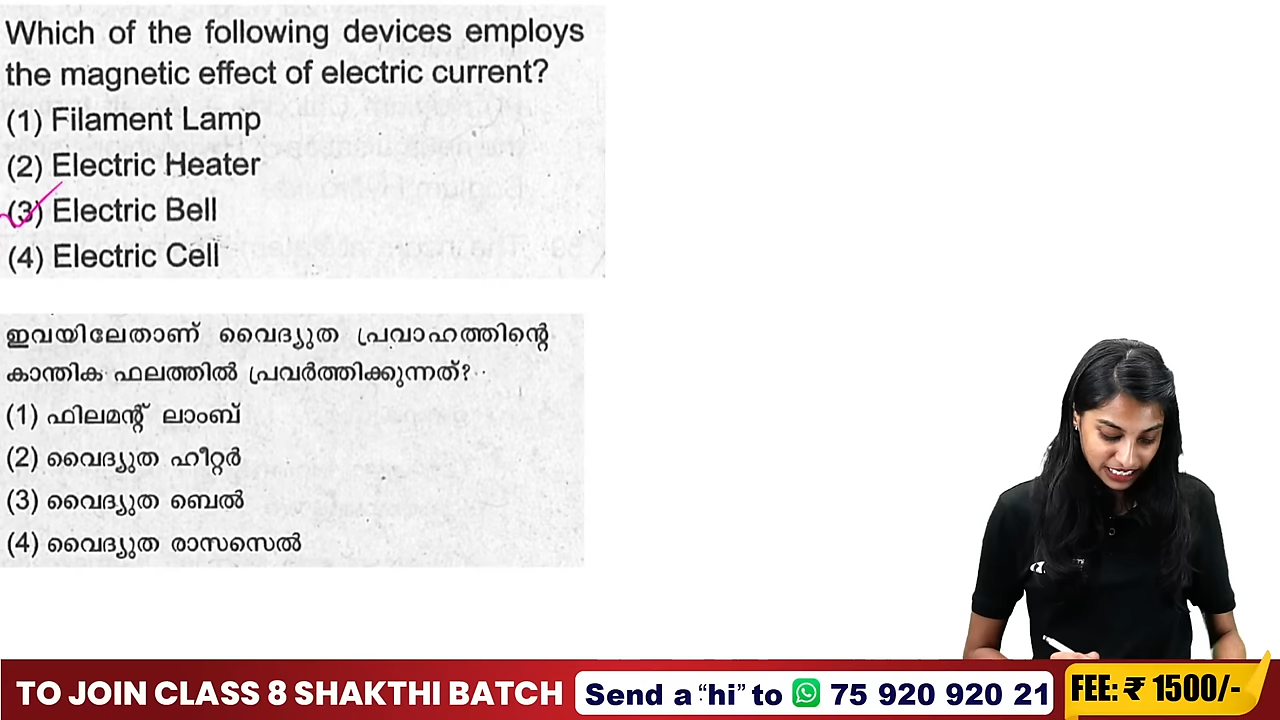 Which of the following devices employs
the magnetic effect of electric current?
(1) Filament Lamp
(2) Electric Heater
(3) Electric Bell
(4) Electric Cell
ഇവയിലേതാണ് വൈദ്യുത പ്രവാഹത്തിന്റെ
കാന്തിക ഫലത്തിൽ പ്രവർത്തിക്കുന്നത്?
(1) ഫിലമന്റ് ലാംബ്
(2) വൈദ്യുത ഹീറ്റർ
(3) വൈദ്യുത ബെൽ
(4) വൈദ്യുത രാസസെൽ
TO JOIN CLASS 8 SHAKTHI BATCH
Send a “hi” to 75 920 920 21
FEE: ₹ 1500/-